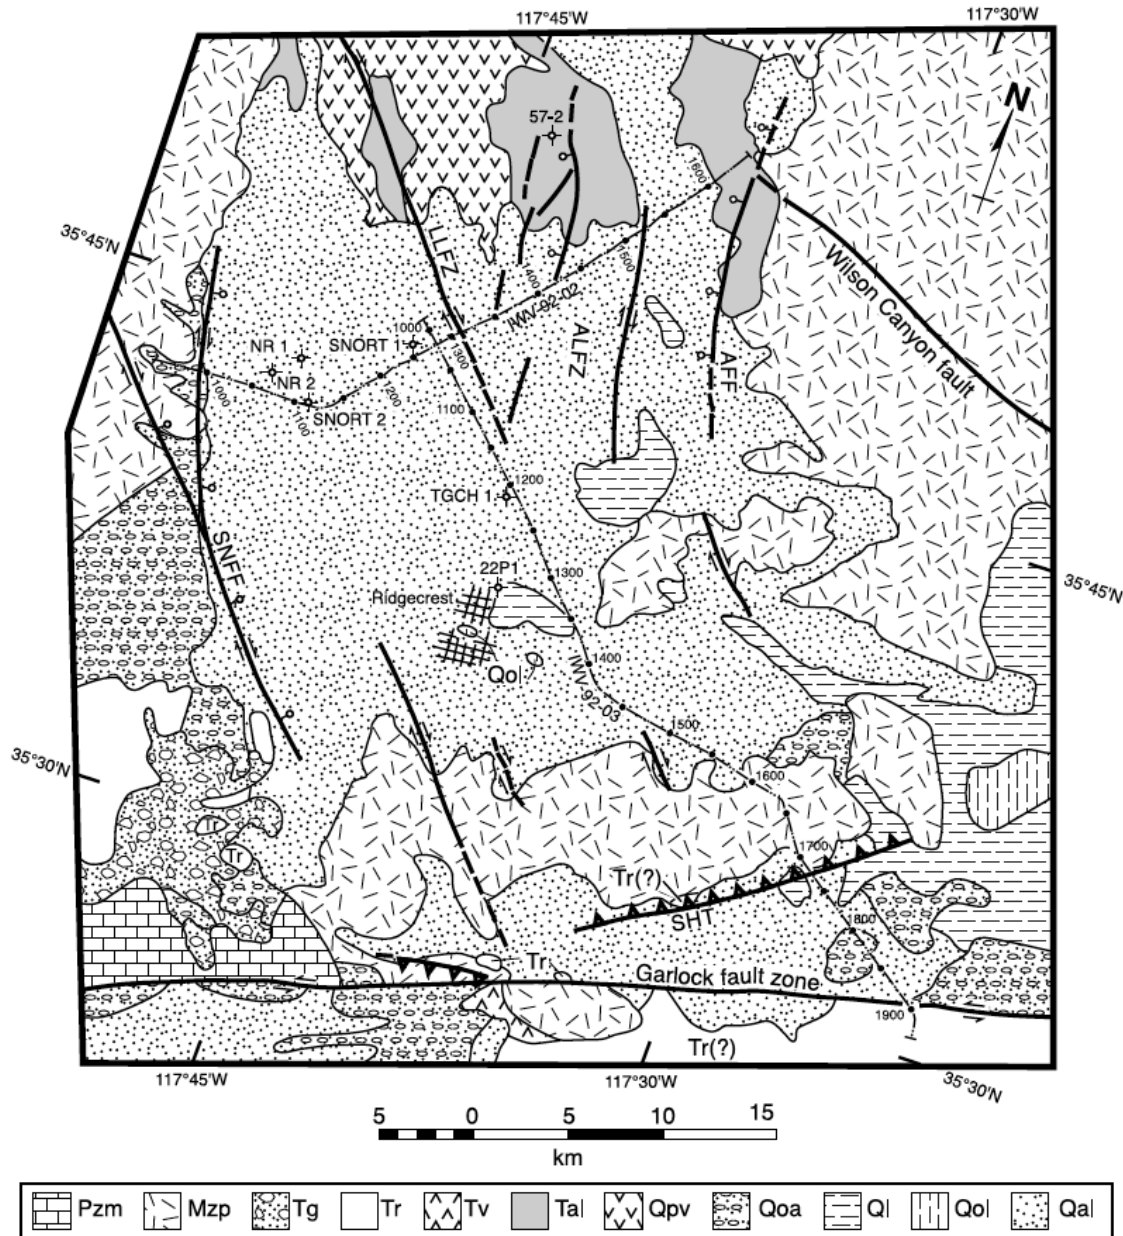 117°45'W
117°30'W
N
57-2
1600
35°45'N
LLFZ
1500
Wilson Canyon fault
1400
IWV-92-02
1000
NR 1
SNORT 1
ALFZ
300
AFF
NR 2
1000
1200
1100
SNORT 2
1100
1200
TGCH 1
SNFF
22P1
1300
35°45'N
Ridgecrest
1400
Qol
IWV-92-03
1500
35°30'N
1600
1700
Tr
Tr(?)
SHT
800
Tr
Garlock fault zone
1900
Tr(?)
117°45'W
117°30'W
35°30'N
5 0 5 10 15
km
Pzm Mzp Tg Tr Tv Tal Qpv Qoa Ql Qol Qal